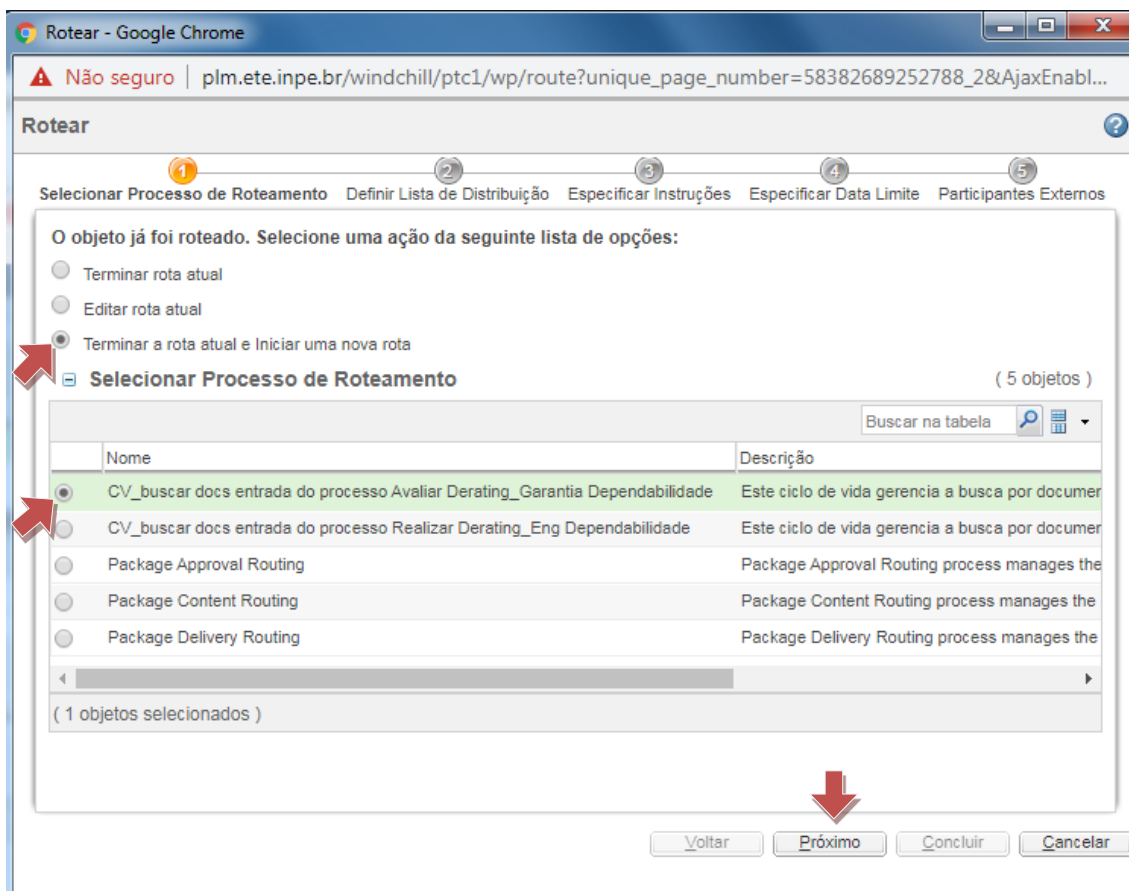 Rotear - Google Chrome
Não seguro | plm.ete.inpe.br/windchill/ptc1/wp/route?unique_page_number=58382689252788_2&AjaxEnabl...
Rotear
1 2 3 4 5
Selecionar Processo de Roteamento Definir Lista de Distribuição Especificar Instruções Especificar Data Limite Participantes Externos
O objeto já foi roteado. Selecione uma ação da seguinte lista de opções:
Terminar rota atual
Editar rota atual
Terminar a rota atual e Iniciar uma nova rota
Selecionar Processo de Roteamento ( 5 objetos )
Buscar na tabela
Nome Descrição
CV_buscar docs entrada do processo Avaliar Derating_Garantia Dependabilidade Este ciclo de vida gerencia a busca por documer
CV_buscar docs entrada do processo Realizar Derating_Eng Dependabilidade Este ciclo de vida gerencia a busca por documer
Package Approval Routing Package Approval Routing process manages the
Package Content Routing Package Content Routing process manages the
Package Delivery Routing Package Delivery Routing process manages the
( 1 objetos selecionados )
Voltar Próximo Concluir Cancelar